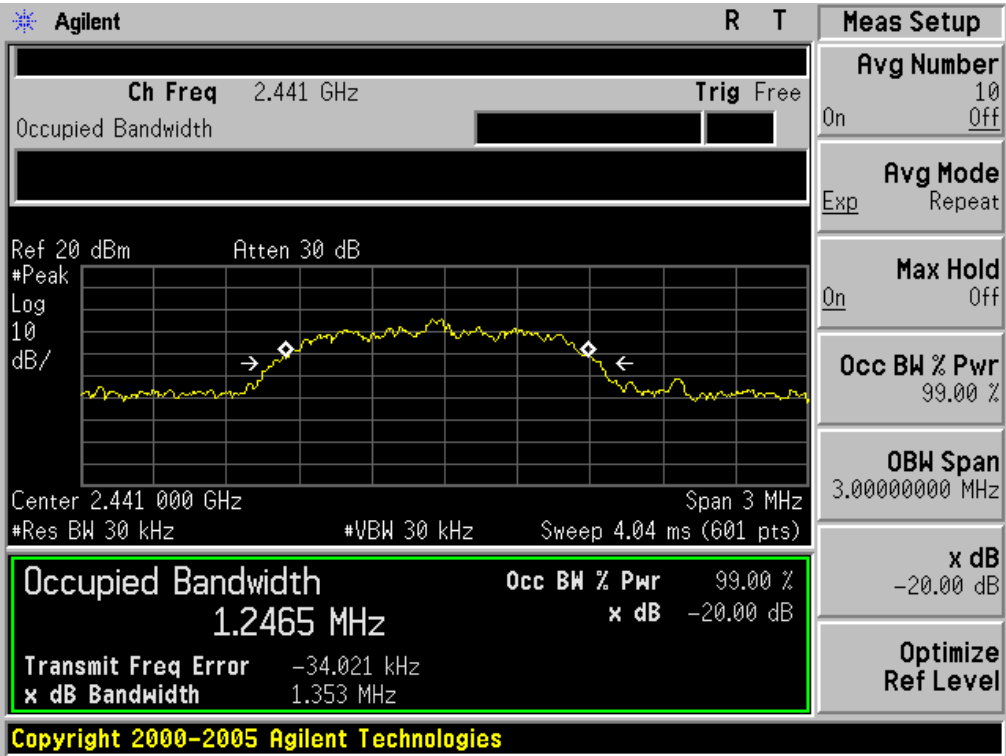 Agilent R T
Ch Freq 2.441 GHz Trig Free
Occupied Bandwidth
Ref 20 dBm Atten 30 dB
#Peak
Log
10
dB/
Center 2.441 000 GHz Span 3 MHz
#Res BW 30 kHz #VBW 30 kHz Sweep 4.04 ms (601 pts)
Occupied Bandwidth Occ BW % Pwr 99.00 %
1.2465 MHz x dB -20.00 dB
Transmit Freq Error -34.021 kHz
x dB Bandwidth 1.353 MHz
Copyright 2000-2005 Agilent Technologies
Meas Setup
Avg Number
10
On Off
Avg Mode
Exp Repeat
Max Hold
On Off
Occ BW % Pwr
99.00 %
OBW Span
3.00000000 MHz
x dB
-20.00 dB
Optimize
Ref Level